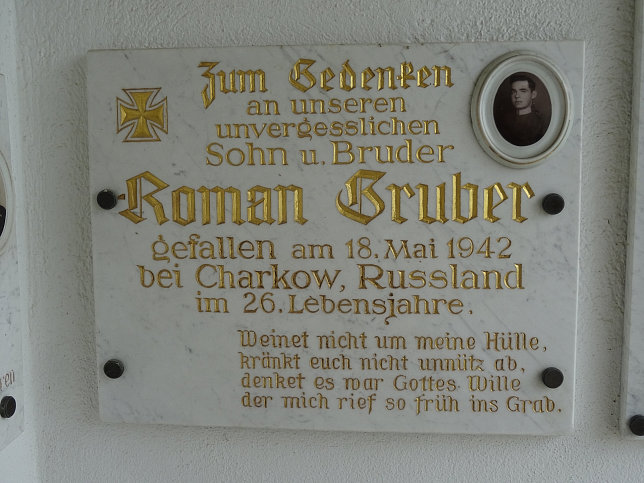 Zum Gedenken
an unseren
unvergesslichen
Sohn u. Bruder
Roman Gruber
gefallen am 18. Mai 1942
bei Charkow, Russland
im 26. Lebensjahre.
Weinet nicht um meine Hülle,
kränkt euch nicht unnütz ab,
denket es war Gottes Wille
der mich rief so früh ins Grab.
ren